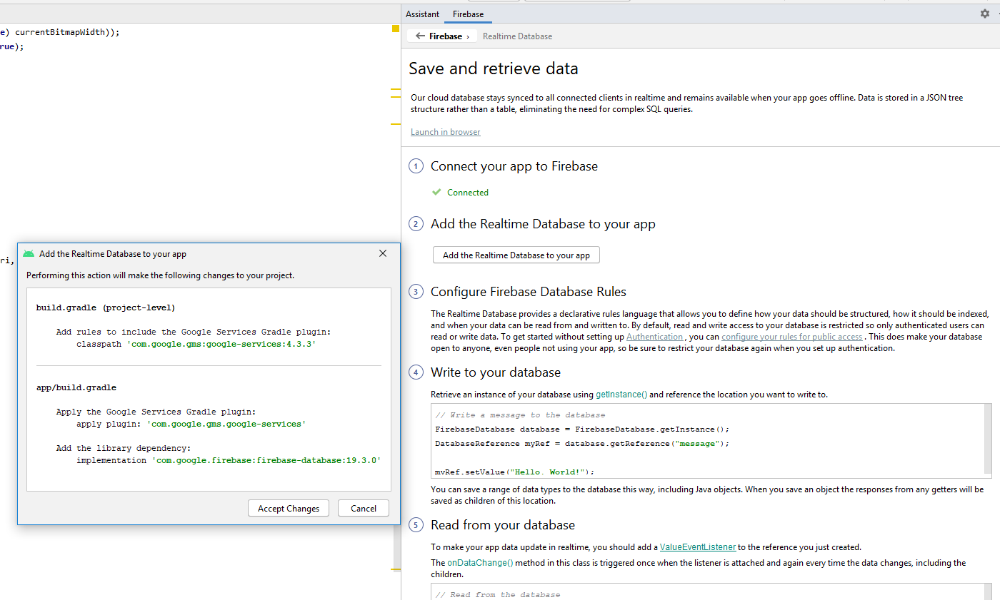 e) currentBitmapWidth));
rue);
ri,
Assistant Firebase
Firebase › Realtime Database
Save and retrieve data
Our cloud database stays synced to all connected clients in realtime and remains available when your app goes offline. Data is stored in a JSON tree
structure rather than a table, eliminating the need for complex SQL queries.
Launch in browser
1 Connect your app to Firebase
Connected
2 Add the Realtime Database to your app
Add the Realtime Database to your app
3 Configure Firebase Database Rules
The Realtime Database provides a declarative rules language that allows you to define how your data should be structured, how it should be indexed,
and when your data can be read from and written to. By default, read and write access to your database is restricted so only authenticated users can
read or write data. To get started without setting up Authentication , you can configure your rules for public access . This does make your database
open to anyone, even people not using your app, so be sure to restrict your database again when you set up authentication.
4 Write to your database
Retrieve an instance of your database using getInstance() and reference the location you want to write to.
// Write a message to the database
FirebaseDatabase database = FirebaseDatabase.getInstance();
DatabaseReference myRef = database.getReference("message");
myRef.setValue("Hello, World!");
You can save a range of data types to the database this way, including Java objects. When you save an object the responses from any getters will be
saved as children of this location.
5 Read from your database
To make your app data update in realtime, you should add a ValueEventListener to the reference you just created.
The onDataChange() method in this class is triggered once when the listener is attached and again every time the data changes, including the
children.
// Read from the database
Add the Realtime Database to your app
Performing this action will make the following changes to your project.
build.gradle (project-level)
Add rules to include the Google Services Gradle plugin:
classpath 'com.google.gms:google-services:4.3.3'
app/build.gradle
Apply the Google Services Gradle plugin:
apply plugin: 'com.google.gms.google-services'
Add the library dependency:
implementation 'com.google.firebase:firebase-database:19.3.0'
Accept Changes Cancel